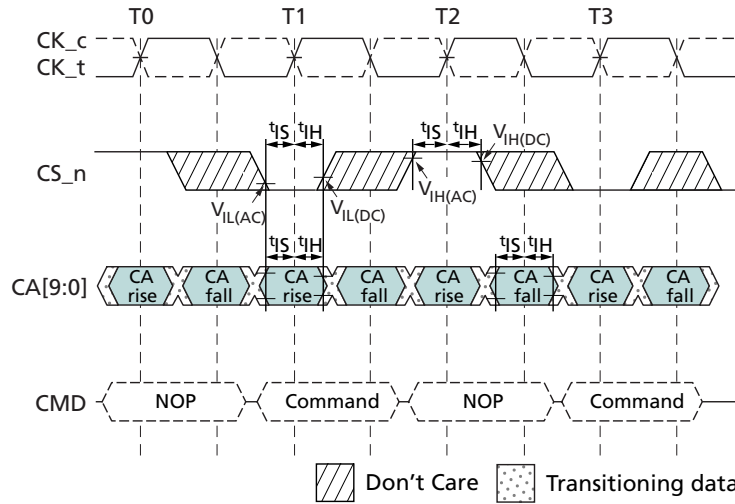 T0 T1 T2 T3
CK_c
CK_t
tIS tIH tIS tIH VIH(DC)
CS_n
VIL(AC) VIL(DC) VIH(AC)
tIS tIH tIS tIH
CA[9:0] CA rise CA fall CA rise CA fall CA rise CA fall CA rise CA fall
CMD NOP Command NOP Command
Don't Care Transitioning data